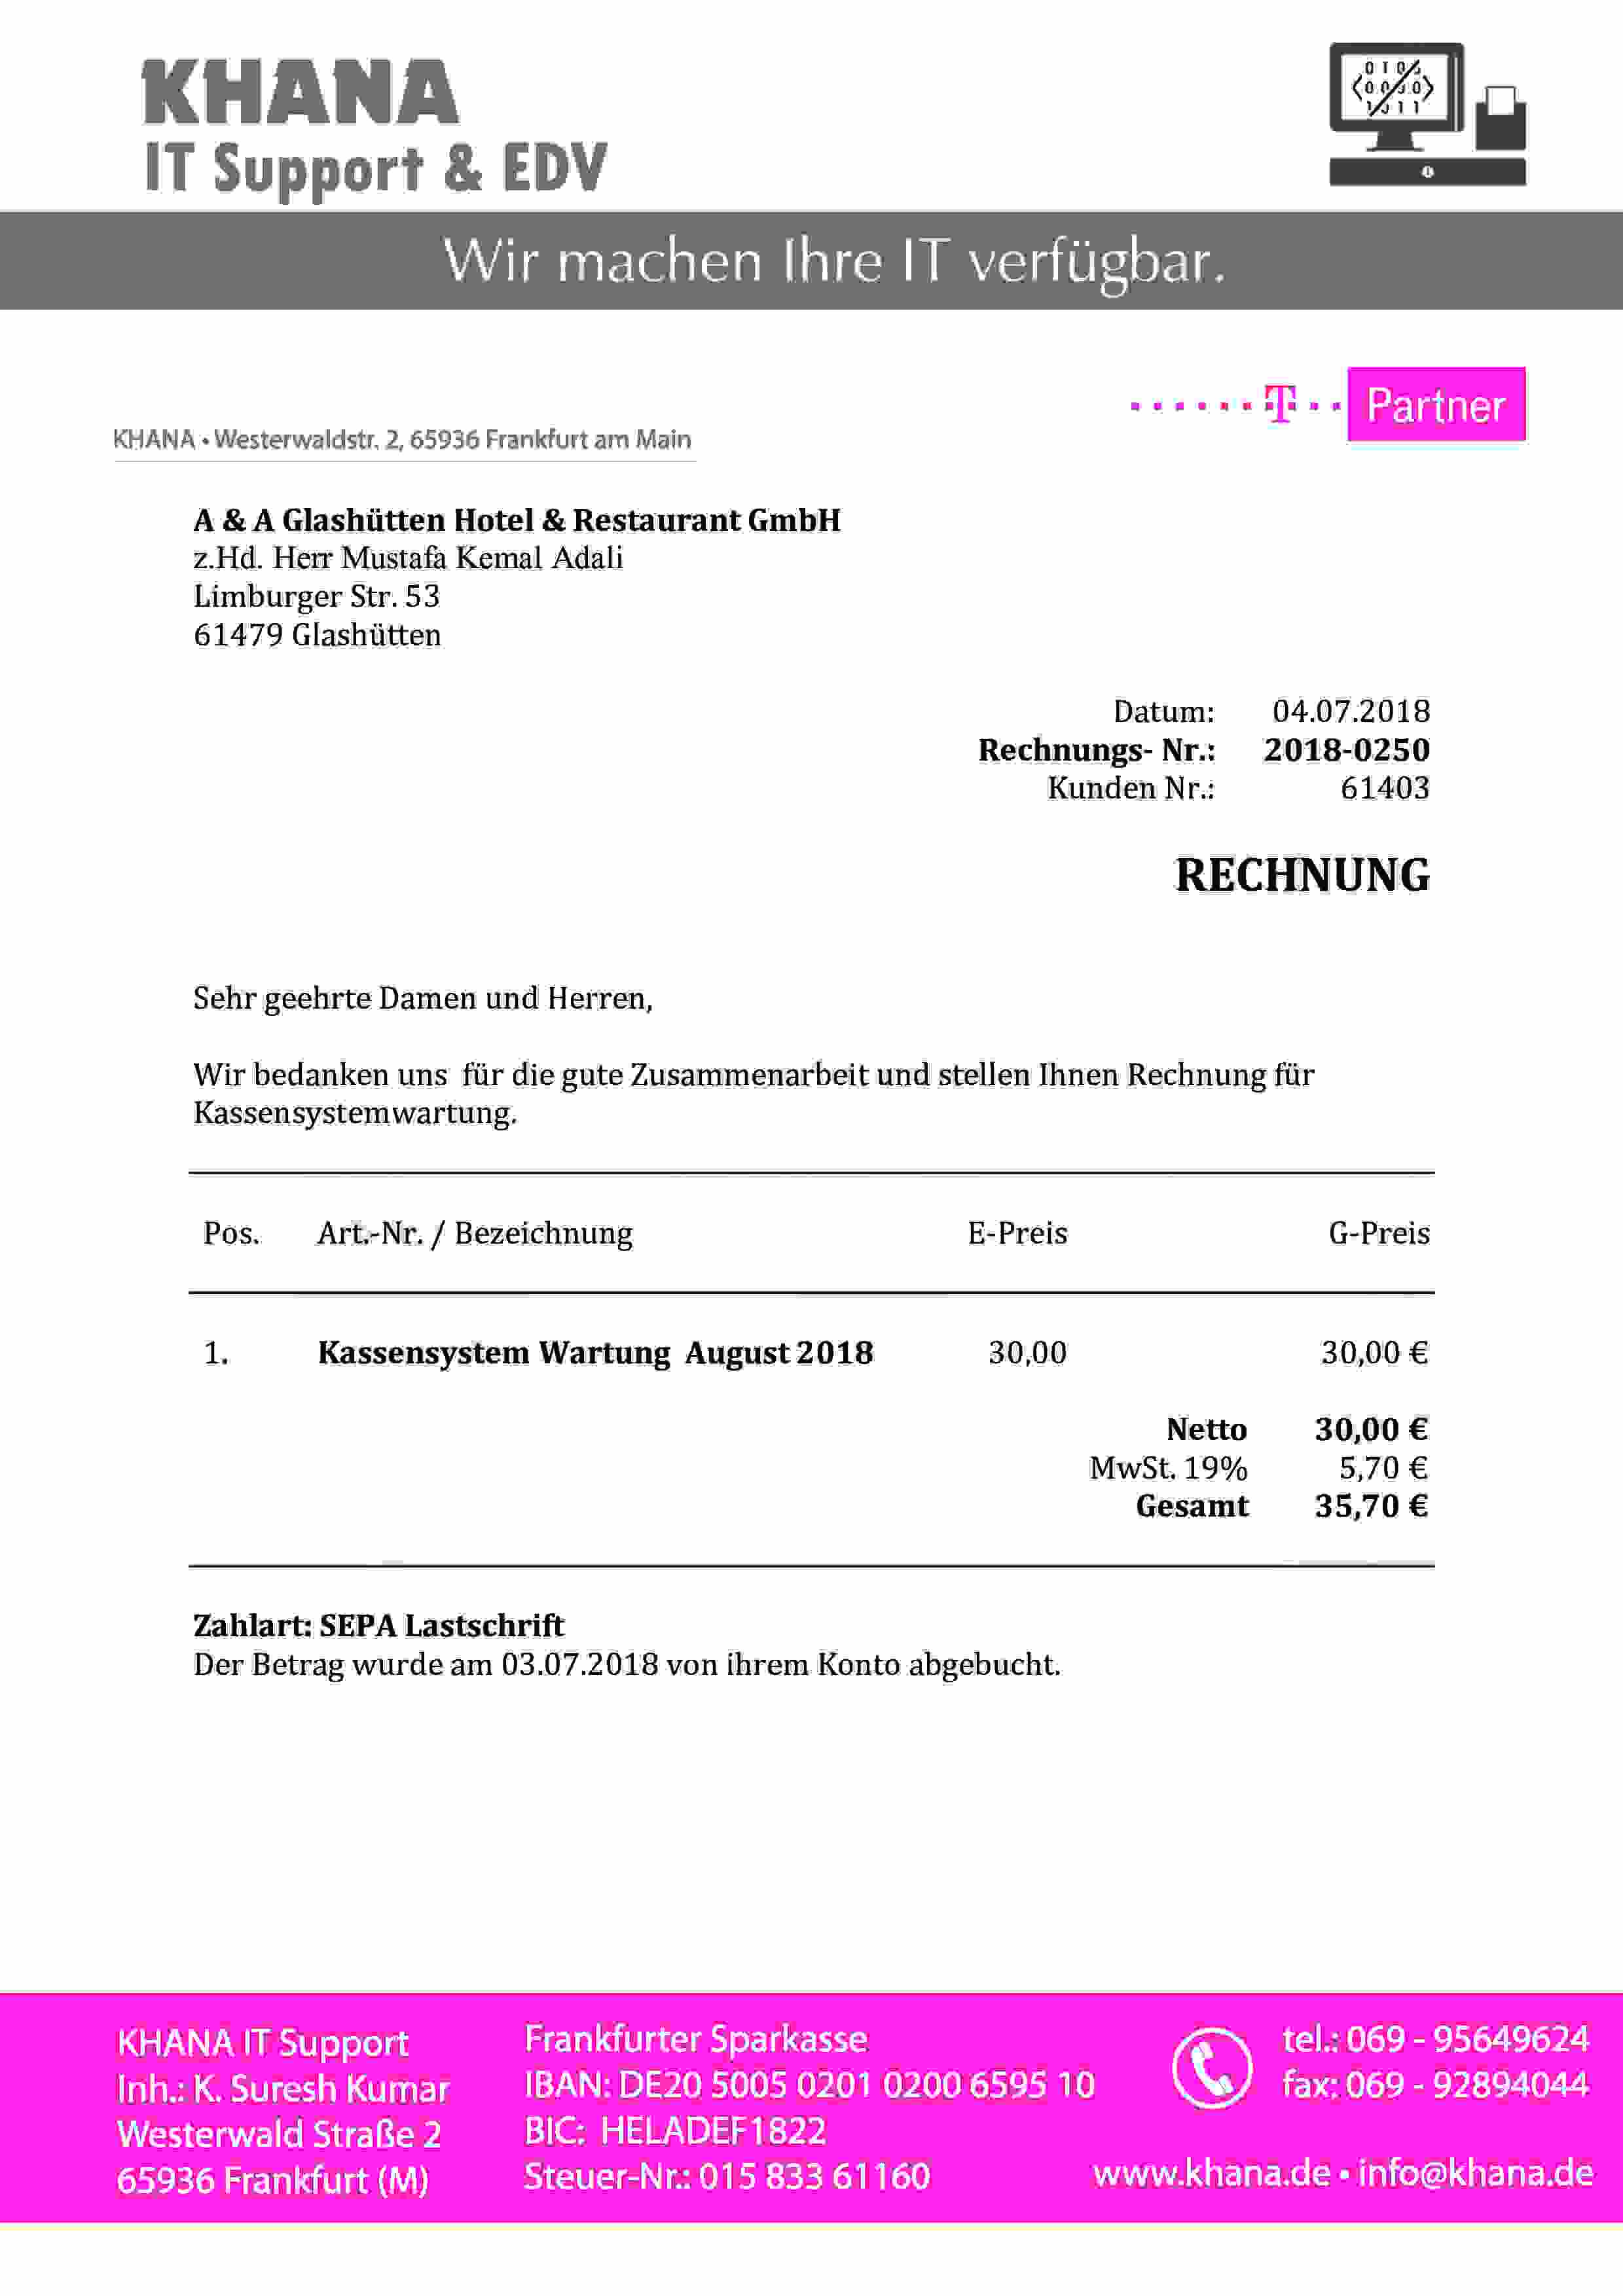 KHANA
IT Support & EDV
Wir machen Ihre IT verfügbar.
T Partner
KHANA • Westerwaldstr. 2, 65936 Frankfurt am Main
A & A Glashütten Hotel & Restaurant GmbH
z.Hd. Herr Mustafa Kemal Adali
Limburger Str. 53
61479 Glashütten
Datum: 04.07.2018
Rechnungs- Nr.: 2018-0250
Kunden Nr.: 61403
RECHNUNG
Sehr geehrte Damen und Herren,
Wir bedanken uns für die gute Zusammenarbeit und stellen Ihnen Rechnung für
Kassensystemwartung.
Pos. Art.-Nr. / Bezeichnung E-Preis G-Preis
1. Kassensystem Wartung August 2018 30,00 30,00 €
Netto 30,00 €
MwSt. 19% 5,70 €
Gesamt 35,70 €
Zahlart: SEPA Lastschrift
Der Betrag wurde am 03.07.2018 von ihrem Konto abgebucht.
KHANA IT Support
Inh.: K. Suresh Kumar
Westerwald Straße 2
65936 Frankfurt (M)
Frankfurter Sparkasse
IBAN: DE20 5005 0201 0200 6595 10
BIC: HELADEF1822
Steuer-Nr.: 015 833 61160
tel.: 069 - 95649624
fax: 069 - 92894044
www.khana.de • info@khana.de